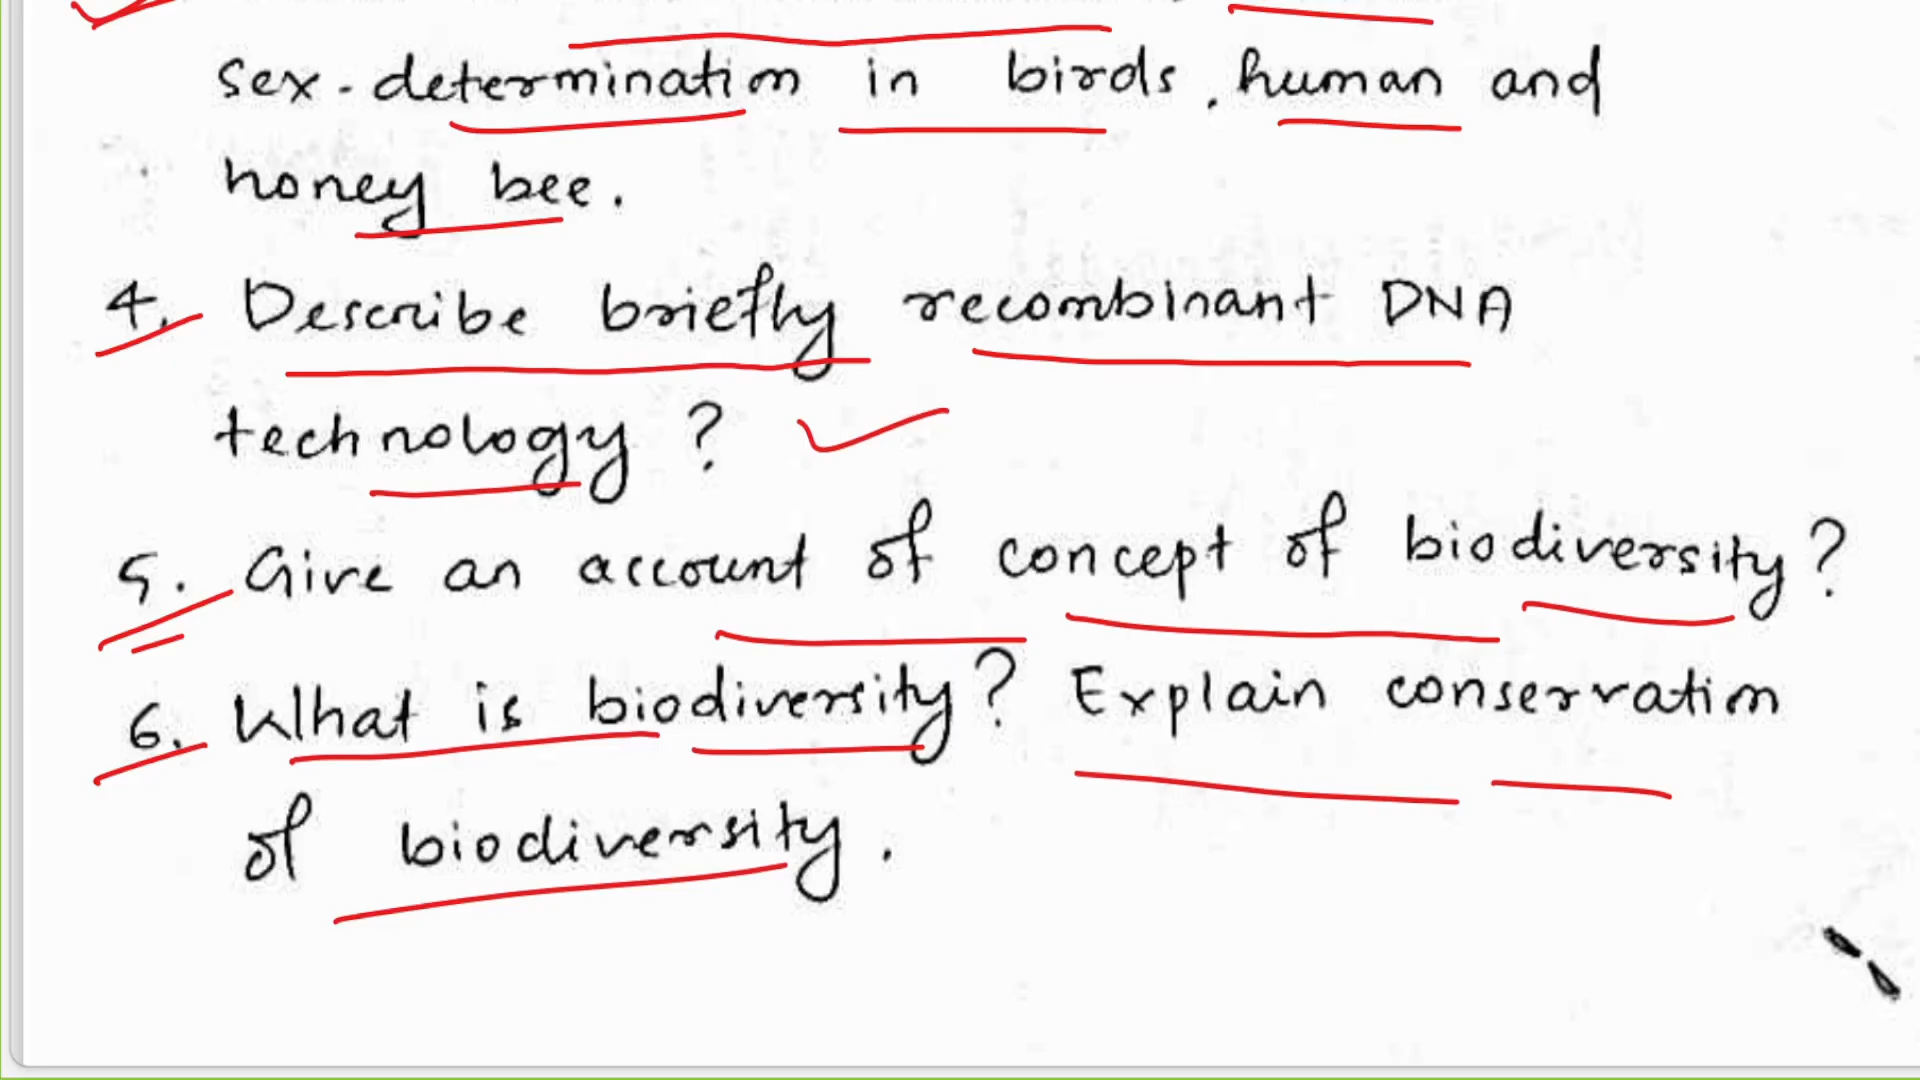 sex-determination in birds, human and
honey bee.
4. Describe briefly recombinant DNA
technology ?
5. Give an account of concept of biodiversity ?
6. What is biodiversity ? Explain conservation
of biodiversity.